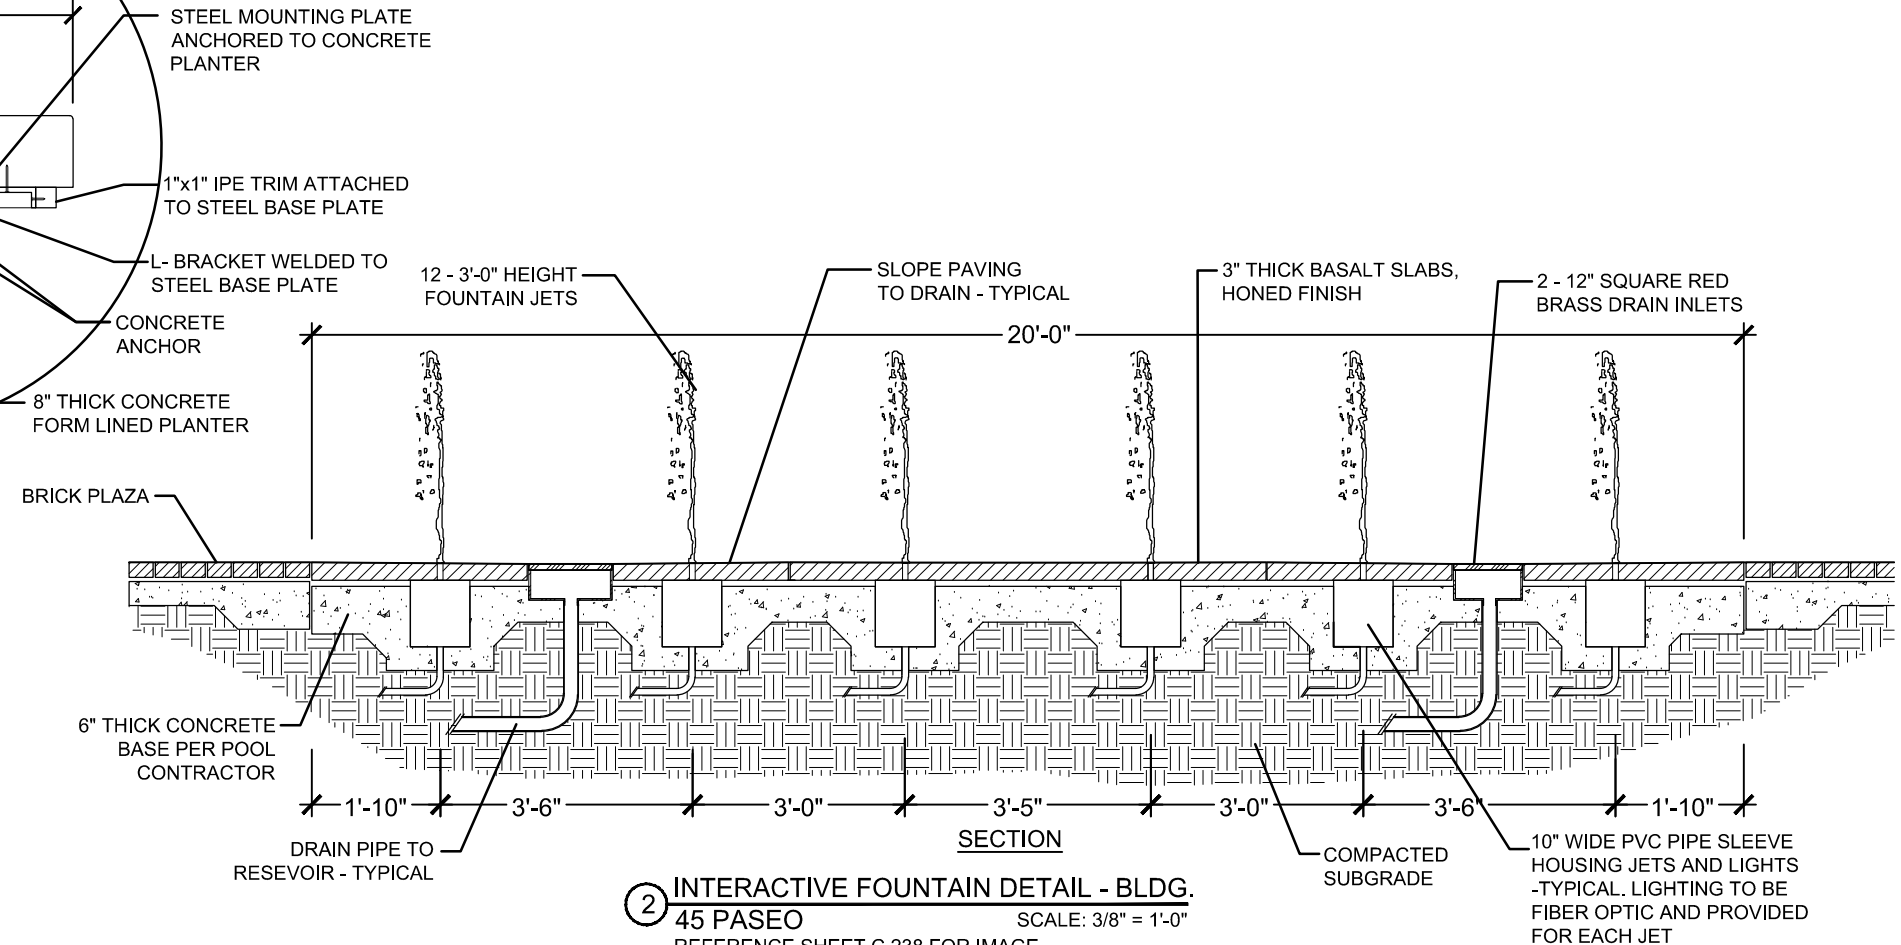 STEEL MOUNTING PLATE
ANCHORED TO CONCRETE
PLANTER
1"x1" IPE TRIM ATTACHED
TO STEEL BASE PLATE
L- BRACKET WELDED TO
STEEL BASE PLATE
CONCRETE
ANCHOR
8" THICK CONCRETE
FORM LINED PLANTER
BRICK PLAZA
12 - 3'-0" HEIGHT
FOUNTAIN JETS
SLOPE PAVING
TO DRAIN - TYPICAL
3" THICK BASALT SLABS,
HONED FINISH
2 - 12" SQUARE RED
BRASS DRAIN INLETS
20'-0"
6" THICK CONCRETE
BASE PER POOL
CONTRACTOR
1'-10"
3'-6"
3'-0"
3'-5"
3'-0"
3'-6"
1'-10"
DRAIN PIPE TO
RESEVOIR - TYPICAL
SECTION
COMPACTED
SUBGRADE
10" WIDE PVC PIPE SLEEVE
HOUSING JETS AND LIGHTS
-TYPICAL. LIGHTING TO BE
FIBER OPTIC AND PROVIDED
FOR EACH JET
2 INTERACTIVE FOUNTAIN DETAIL - BLDG.
45 PASEO SCALE: 3/8" = 1'-0"
REFERENCE SHEET C.238 FOR IMAGE